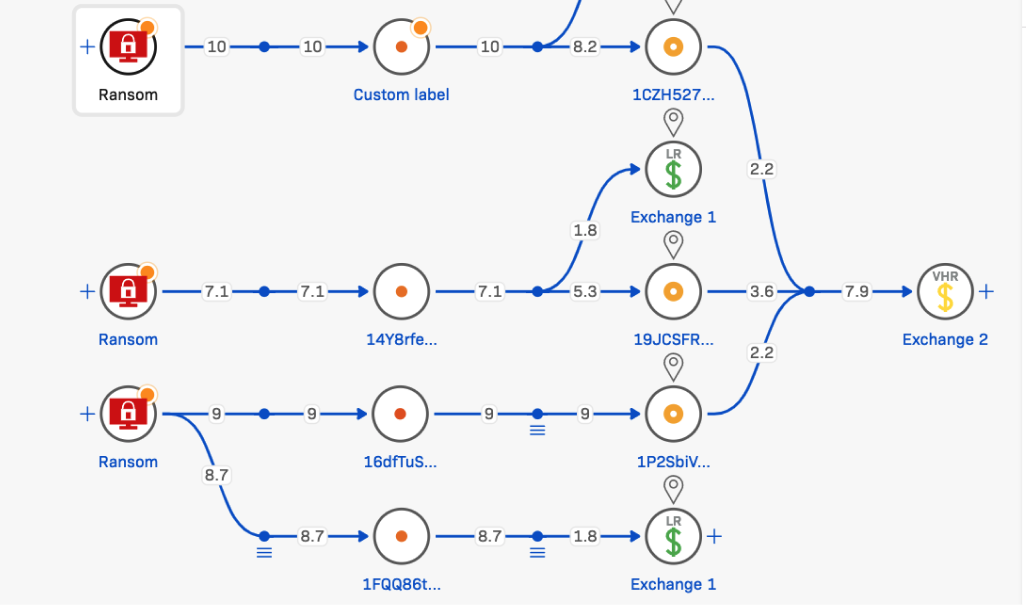 10
10
10
8.2
Ransom
Custom label
1CZH527...
LR
2.2
Exchange 1
1.8
VHR
7.1
7.1
7.1
5.3
3.6
7.9
Ransom
14Y8rfe...
19JCSFR...
Exchange 2
2.2
9
9
9
9
Ransom
16dfTuS...
1P2SbiV...
8.7
LR
8.7
8.7
1.8
1FQQ86t...
Exchange 1